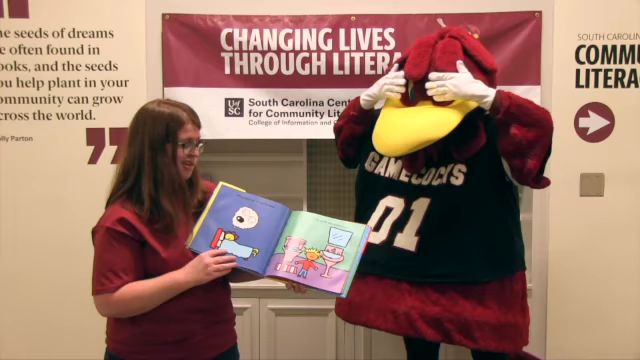 he seeds of dreams
e often found in
ooks, and the seeds
ou help plant in your
ommunity can grow
cross the world.
olly Parton
CHANGING LIVES
THROUGH LITERA
UofSC
South Carolina Cent
for Community Lit
College of Information and
GAMECOCKS
01
SOUTH CAROLINA
COMMU
LITERA